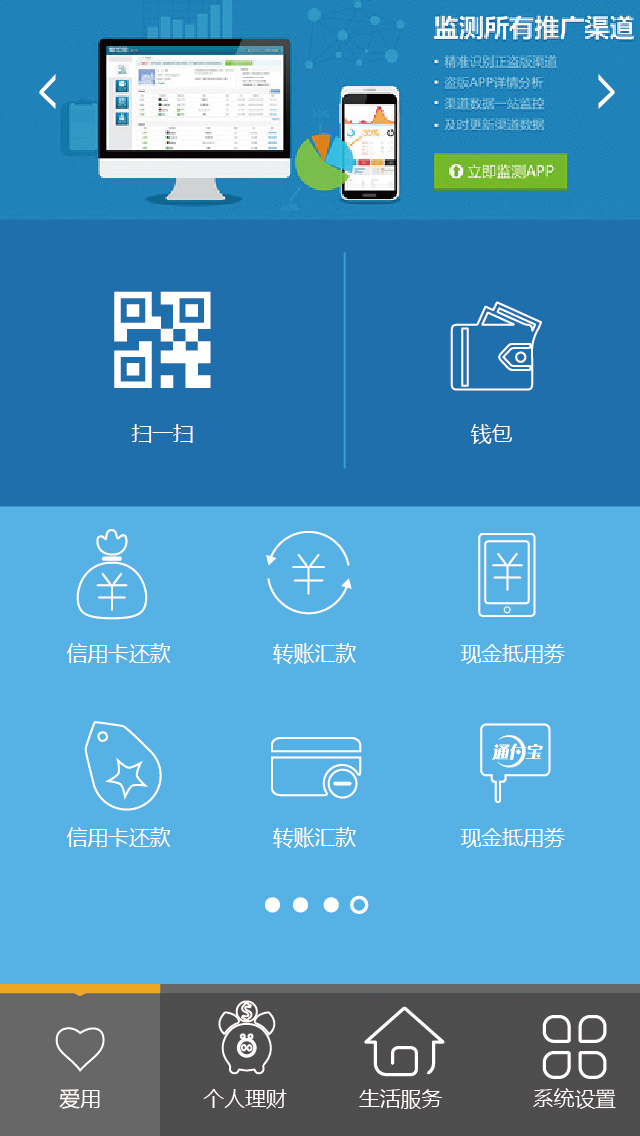 监测所有推广渠道
• 精准识别正盗版渠道
• 盗版APP详情分析
• 渠道数据一站监控
• 及时更新渠道数据
立即监测APP
30%
扫一扫
钱包
信用卡还款
转账汇款
现金抵用劵
通付宝
信用卡还款
转账汇款
现金抵用劵
爱用
个人理财
生活服务
系统设置